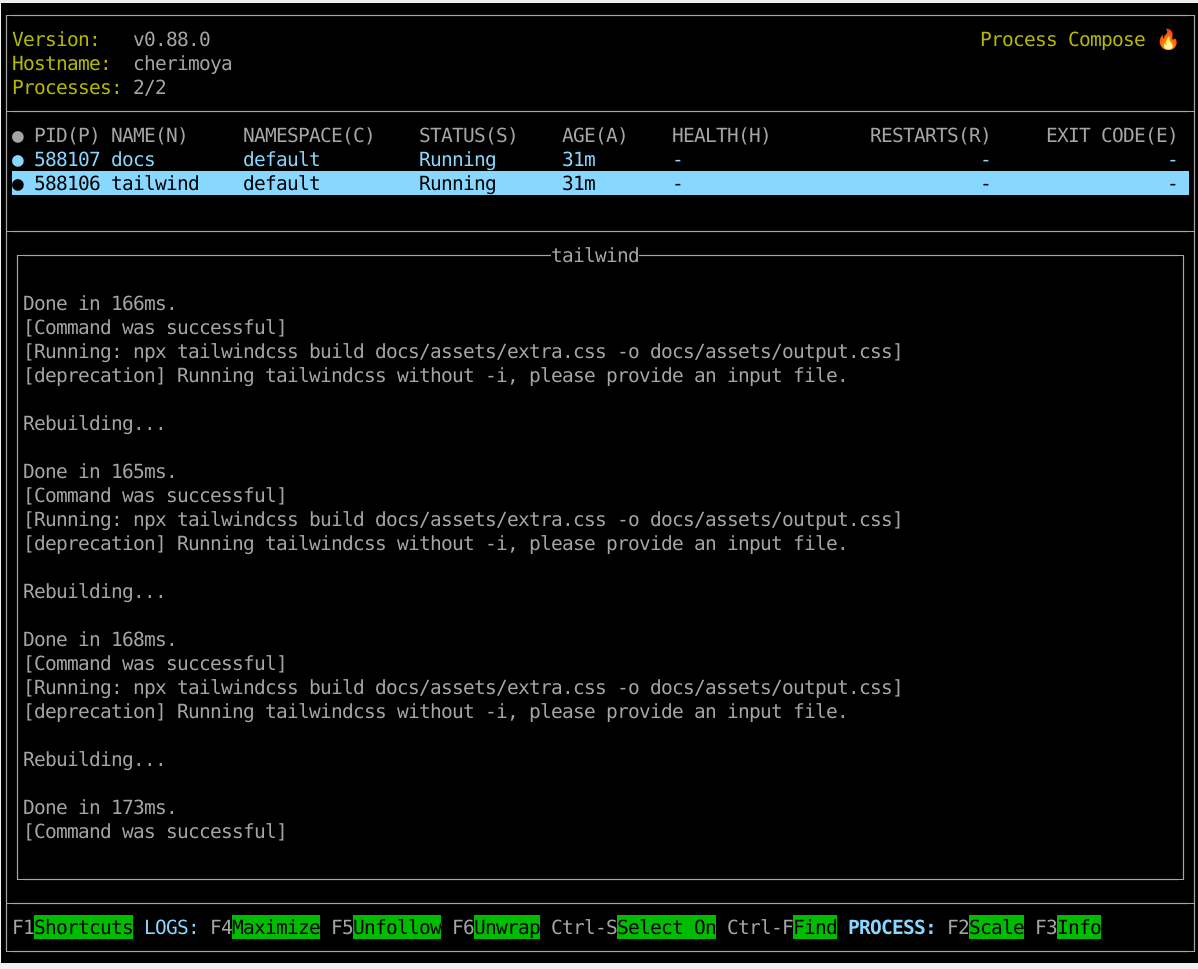 Version: v0.88.0 Process Compose 🔥
Hostname: cherimoya
Processes: 2/2
● PID(P) NAME(N) NAMESPACE(C) STATUS(S) AGE(A) HEALTH(H) RESTARTS(R) EXIT CODE(E)
● 588107 docs default Running 31m - - -
● 588106 tailwind default Running 31m - - -
tailwind
Done in 166ms.
[Command was successful]
[Running: npx tailwindcss build docs/assets/extra.css -o docs/assets/output.css]
[deprecation] Running tailwindcss without -i, please provide an input file.
Rebuilding...
Done in 165ms.
[Command was successful]
[Running: npx tailwindcss build docs/assets/extra.css -o docs/assets/output.css]
[deprecation] Running tailwindcss without -i, please provide an input file.
Rebuilding...
Done in 168ms.
[Command was successful]
[Running: npx tailwindcss build docs/assets/extra.css -o docs/assets/output.css]
[deprecation] Running tailwindcss without -i, please provide an input file.
Rebuilding...
Done in 173ms.
[Command was successful]
F1Shortcuts LOGS: F4Maximize F5Unfollow F6Unwrap Ctrl-SSelect On Ctrl-FFind PROCESS: F2Scale F3Info